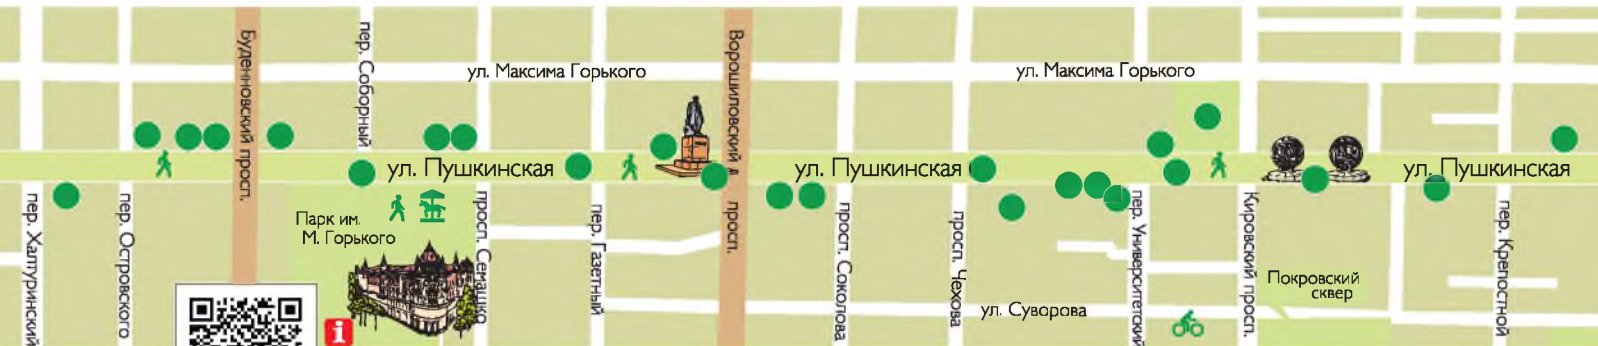 Буденновский просп.
пер. Соборный
ул. Максима Горького
Ворошиловский
просп.
ул. Максима Горького
ул. Пушкинская
ул. Пушкинская
ул. Пушкинская
пер. Халтуринский
пер. Островского
Парк им.
М. Горького
просп. Семашко
пер. Газетный
просп. Соколова
просп. Чехова
ул. Суворова
пер. Университетский
Кировский просп.
Покровский
сквер
пер. Крепостной
i